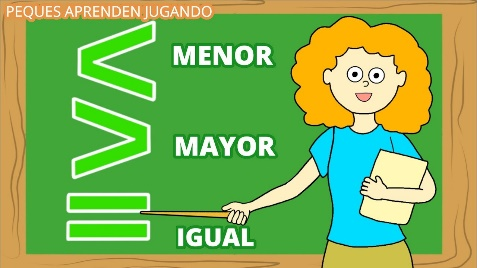 PEQUES APRENDEN JUGANDO
< MENOR
> MAYOR
= IGUAL